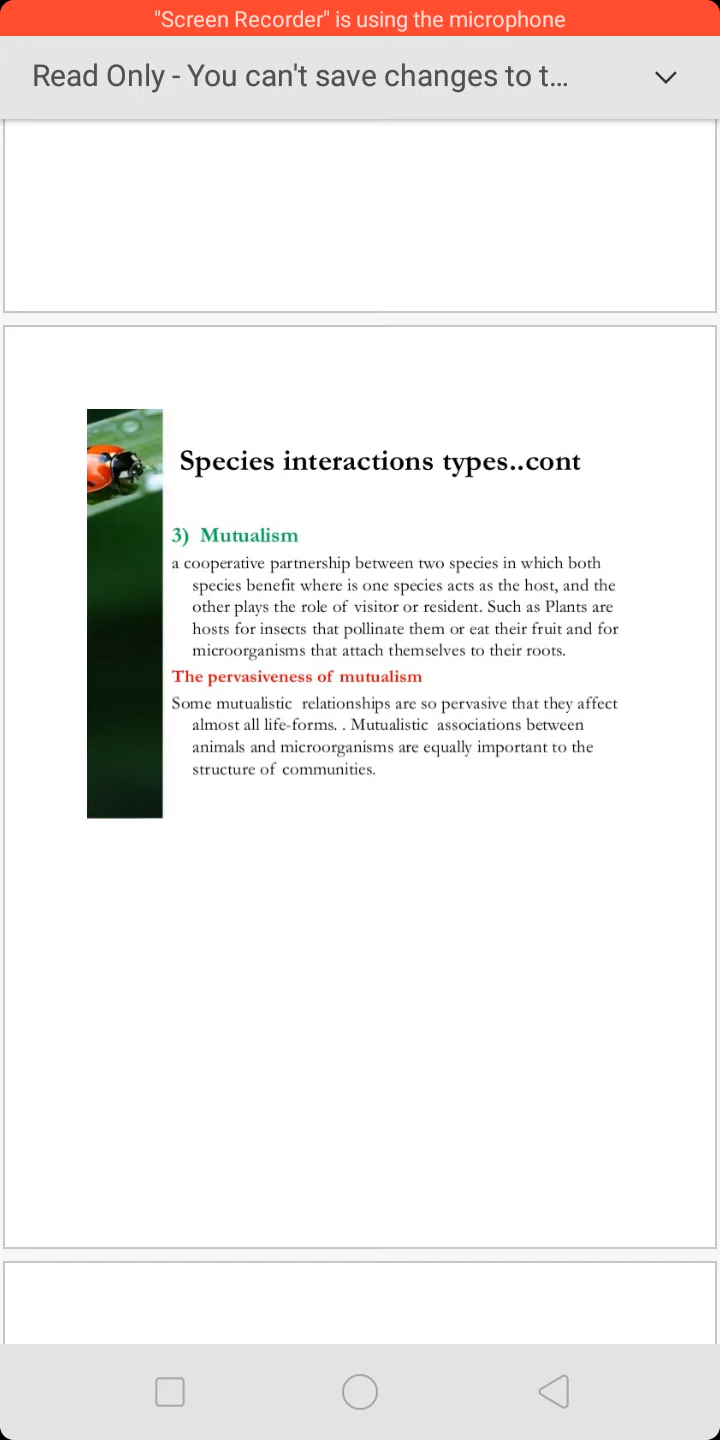 "Screen Recorder" is using the microphone
Read Only - You can't save changes to t...
Species interactions types..cont
3) Mutualism
a cooperative partnership between two species in which both
species benefit where is one species acts as the host, and the
other plays the role of visitor or resident. Such as Plants are
hosts for insects that pollinate them or eat their fruit and for
microorganisms that attach themselves to their roots.
The pervasiveness of mutualism
Some mutualistic relationships are so pervasive that they affect
almost all life-forms. . Mutualistic associations between
animals and microorganisms are equally important to the
structure of communities.